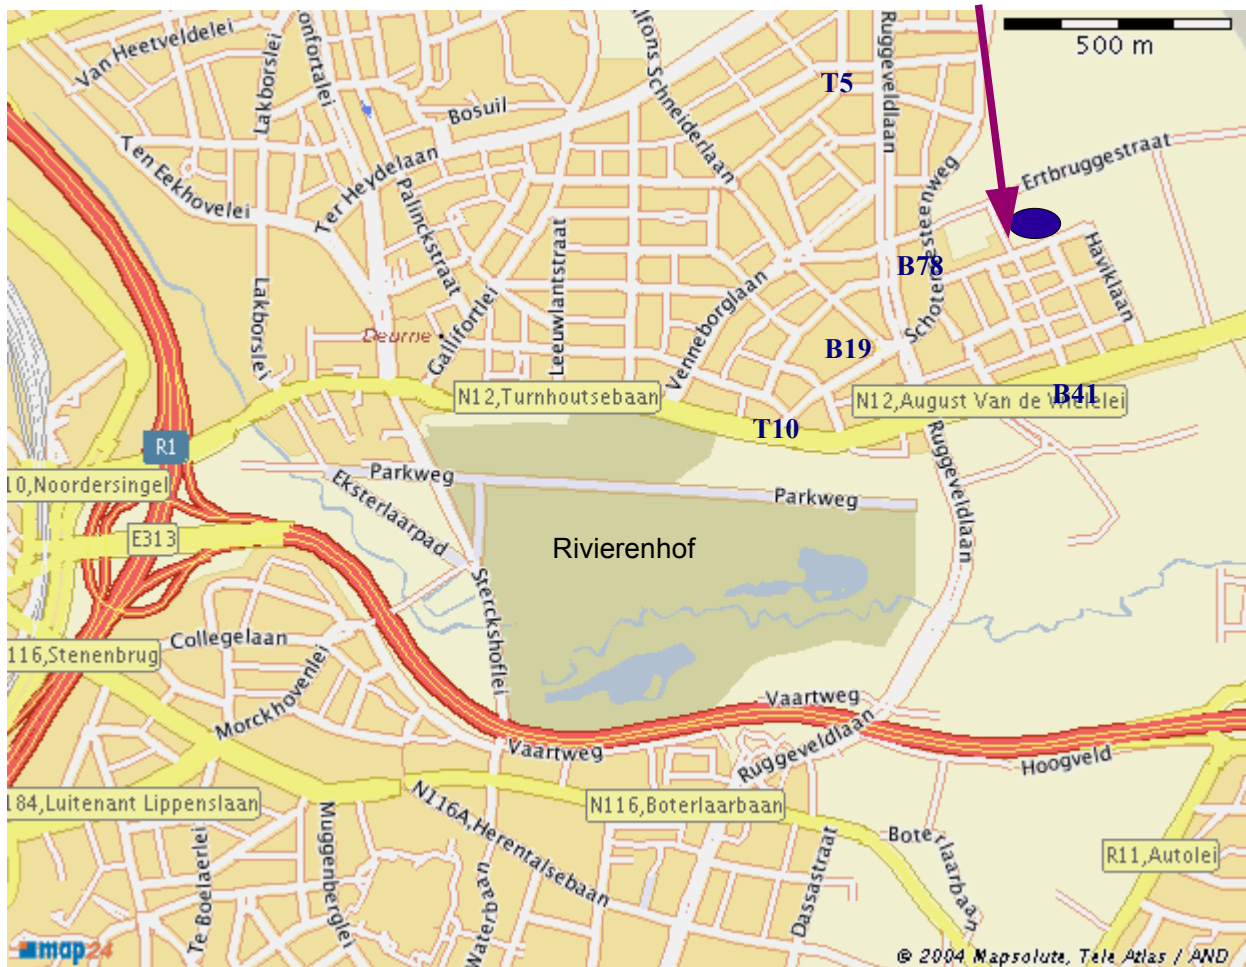 500 m
Van Heetveldelei
Lakborslei
onfortalei
Bosuil
lfons Schneiderlaan
T5
Ruggeveldlaan
Ten Eekhovelei
Ter Heydelaan
Palinckstraat
Ertbruggestraat
Schotensesteenweg
B78
Haviklaan
Leeuwlantstraat
Venneborglaan
Lakborslei
Gallifortlei
Deurne
B19
N12,Turnhoutsebaan
N12,August Van de Wielelei
B41
T10
R1
Parkweg
Parkweg
10,Noordersingel
Eksterlaarpad
Ruggeveldlaan
E313
Rivierenhof
Sterckshoflei
Collegelaan
116,Stenenbrug
Morckhovenlei
Vaartweg
Vaartweg
Ruggeveldlaan
Hoogveld
184,Luitenant Lippenslaan
N116A,Herentalsebaan
N116,Boterlaarbaan
Boterlaarbaan
R11,Autolei
Te Boelaerlei
Muggenberglei
Waterbaan
Dassastraat
map24
© 2004 Mapsolute, Tele Atlas / AND